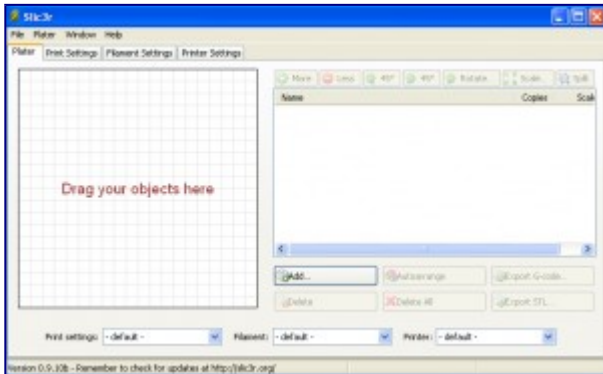 Slic3r
File Plater Window Help
Plater Print Settings Filament Settings Printer Settings
More Less 45° 45° Rotate Scale... Split
Name Copies Scale
Drag your objects here
Add... Autoarrange Export G-code...
Delete Delete All Export STL...
Print settings: - default - Filament: - default - Printer: - default -
Version 0.9.10b - Remember to check for updates at http://slic3r.org/